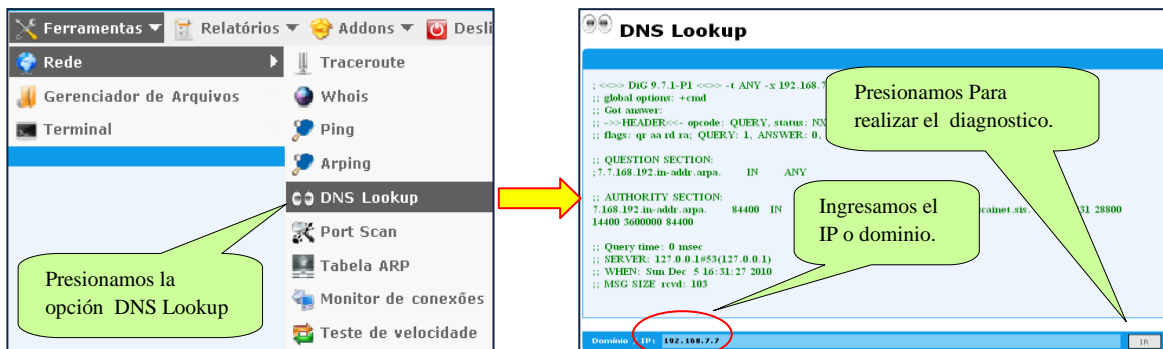 Ferramentas Relatórios Addons Desli
Rede
Gerenciador de Arquivos
Terminal
Traceroute
Whois
Ping
Arping
DNS Lookup
Port Scan
Tabela ARP
Monitor de conexões
Teste de velocidade
Presionamos la
opción DNS Lookup
DNS Lookup
; <<>> DiG 9.7.1-P1 <<>> -t ANY -x 192.168.7
;; global options: +cmd
;; Got answer:
;; ->>HEADER<<- opcode: QUERY, status: NX
;; flags: qr aa rd ra; QUERY: 1, ANSWER: 0,
;; QUESTION SECTION:
;7.7.168.192.in-addr.arpa. IN ANY
;; AUTHORITY SECTION:
7.168.192.in-addr.arpa. 84400 IN cainet.sis. 31 28800
14400 3600000 84400
;; Query time: 0 msec
;; SERVER: 127.0.0.1#53(127.0.0.1)
;; WHEN: Sun Dec 5 16:31:27 2010
;; MSG SIZE rcvd: 103
Presionamos Para
realizar el diagnostico.
Ingresamos el
IP o dominio.
Domínio IP: 192.168.7.7 IR